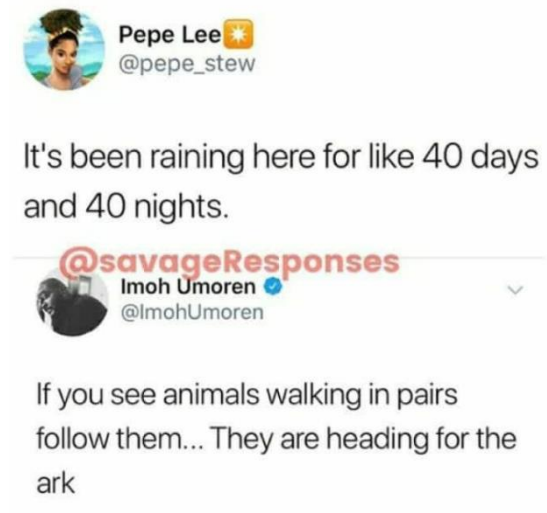 Pepe Lee
@pepe_stew
It's been raining here for like 40 days
and 40 nights.
@savageResponses
Imoh Umoren
@ImohUmoren
If you see animals walking in pairs
follow them... They are heading for the
ark